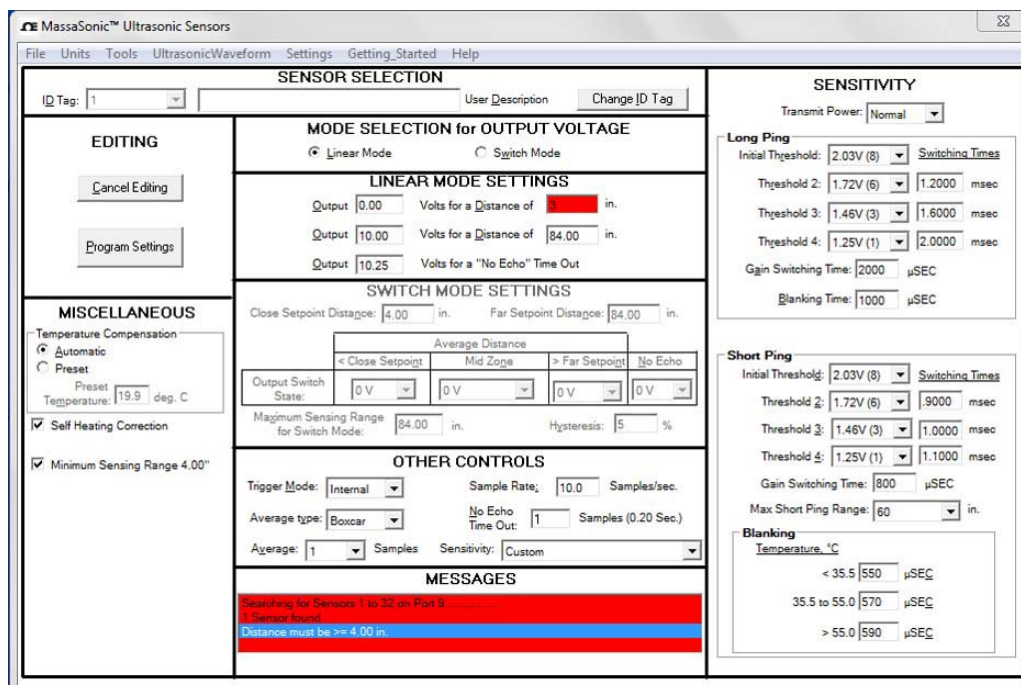 MassaSonic™ Ultrasonic Sensors
File Units Tools UltrasonicWaveform Settings Getting_Started Help
SENSOR SELECTION
ID Tag: 1 User Description Change ID Tag
EDITING
Cancel Editing
Program Settings
MISCELLANEOUS
Temperature Compensation
Automatic
Preset
Preset
Temperature: 19.9 deg. C
Self Heating Correction
Minimum Sensing Range 4.00"
MODE SELECTION for OUTPUT VOLTAGE
Linear Mode Switch Mode
LINEAR MODE SETTINGS
Output 0.00 Volts for a Distance of 3 in.
Output 10.00 Volts for a Distance of 84.00 in.
Output 10.25 Volts for a "No Echo" Time Out
SWITCH MODE SETTINGS
Close Setpoint Distance: 4.00 in. Far Setpoint Distance: 84.00 in.
Average Distance
< Close Setpoint Mid Zone > Far Setpoint No Echo
Output Switch
State: 0 V 0 V 0 V 0 V
Maximum Sensing Range
for Switch Mode: 84.00 in. Hysteresis: 5 %
OTHER CONTROLS
Trigger Mode: Internal Sample Rate: 10.0 Samples/sec.
Average type: Boxcar No Echo
Time Out: 1 Samples (0.20 Sec.)
Average: 1 Samples Sensitivity: Custom
MESSAGES
Searching for Sensors 1 to 32 on Port 9................
1 Sensor found
Distance must be >= 4.00 in.
SENSITIVITY
Transmit Power: Normal
Long Ping
Initial Threshold: 2.03V (8) Switching Times
Threshold 2: 1.72V (6) 1.2000 msec
Threshold 3: 1.46V (3) 1.6000 msec
Threshold 4: 1.25V (1) 2.0000 msec
Gain Switching Time: 2000 µSEC
Blanking Time: 1000 µSEC
Short Ping
Initial Threshold: 2.03V (8) Switching Times
Threshold 2: 1.72V (6) .9000 msec
Threshold 3: 1.46V (3) 1.0000 msec
Threshold 4: 1.25V (1) 1.1000 msec
Gain Switching Time: 800 µSEC
Max Short Ping Range: 60 in.
Blanking
Temperature, °C
< 35.5 550 µSEC
35.5 to 55.0 570 µSEC
> 55.0 590 µSEC